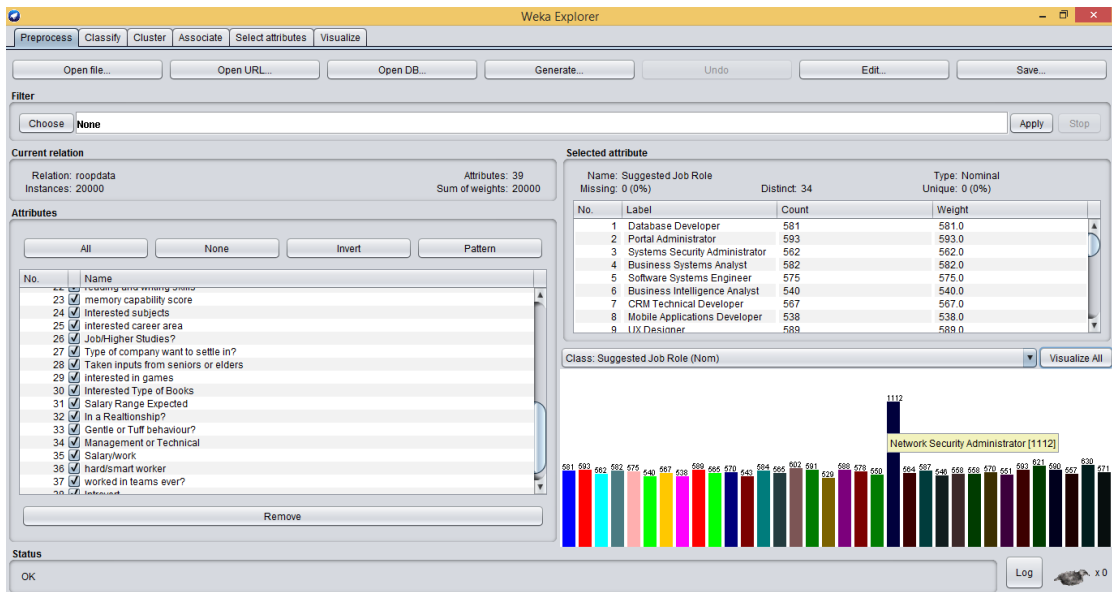 Weka Explorer
Preprocess Classify Cluster Associate Select attributes Visualize
Open file... Open URL... Open DB... Generate... Undo Edit... Save...
Filter
Choose None Apply Stop
Current relation
Relation: roopdata Attributes: 39
Instances: 20000 Sum of weights: 20000
Attributes
All None Invert Pattern
No. Name
22 reading and writing skills
23 memory capability score
24 Interested subjects
25 interested career area
26 Job/Higher Studies?
27 Type of company want to settle in?
28 Taken inputs from seniors or elders
29 interested in games
30 Interested Type of Books
31 Salary Range Expected
32 In a Realtionship?
33 Gentle or Tuff behaviour?
34 Management or Technical
35 Salary/work
36 hard/smart worker
37 worked in teams ever?
38 Introvert
Remove
Selected attribute
Name: Suggested Job Role Type: Nominal
Missing: 0 (0%) Distinct: 34 Unique: 0 (0%)
No. Label Count Weight
1 Database Developer 581 581.0
2 Portal Administrator 593 593.0
3 Systems Security Administrator 562 562.0
4 Business Systems Analyst 582 582.0
5 Software Systems Engineer 575 575.0
6 Business Intelligence Analyst 540 540.0
7 CRM Technical Developer 567 567.0
8 Mobile Applications Developer 538 538.0
9 UX Designer 589 589.0
Class: Suggested Job Role (Nom) Visualize All
1112
Network Security Administrator [1112]
581 593 562 582 575 540 567 538 589 565 570 543 584 565 602 591 529 588 578 550 564 587 546 558 568 570 551 593 621 590 557 630 571
Status
OK Log x 0